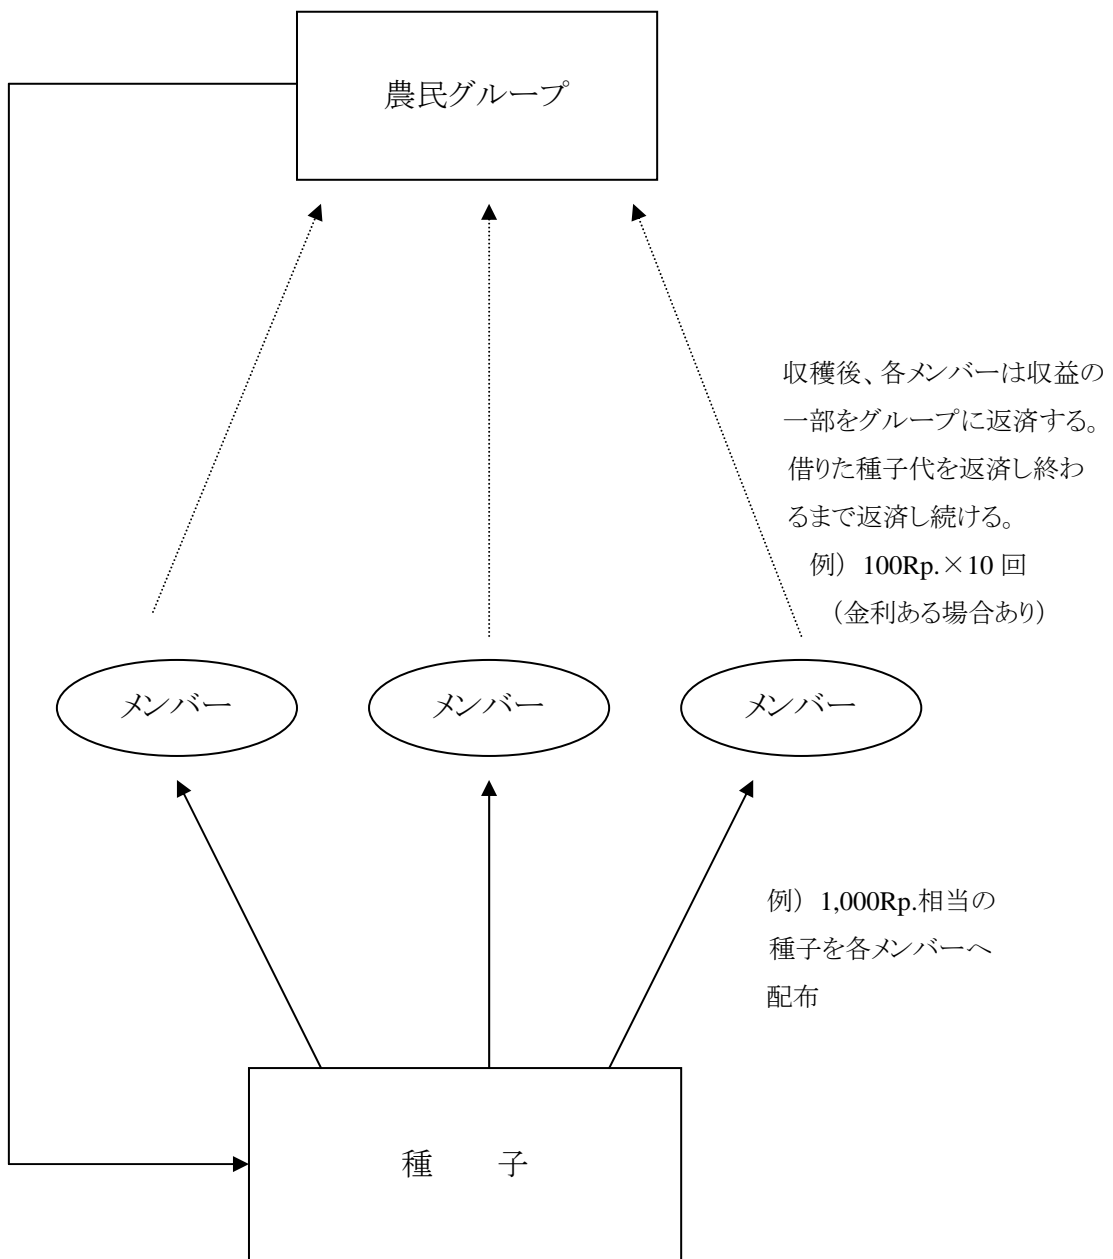 農民グループ
収穫後、各メンバーは収益の
一部をグループに返済する。
借りた種子代を返済し終わ
るまで返済し続ける。
例） 100Rp.×10 回
（金利ある場合あり）
メンバー
メンバー
メンバー
例） 1,000Rp.相当の
種子を各メンバーへ
配布
種　　子